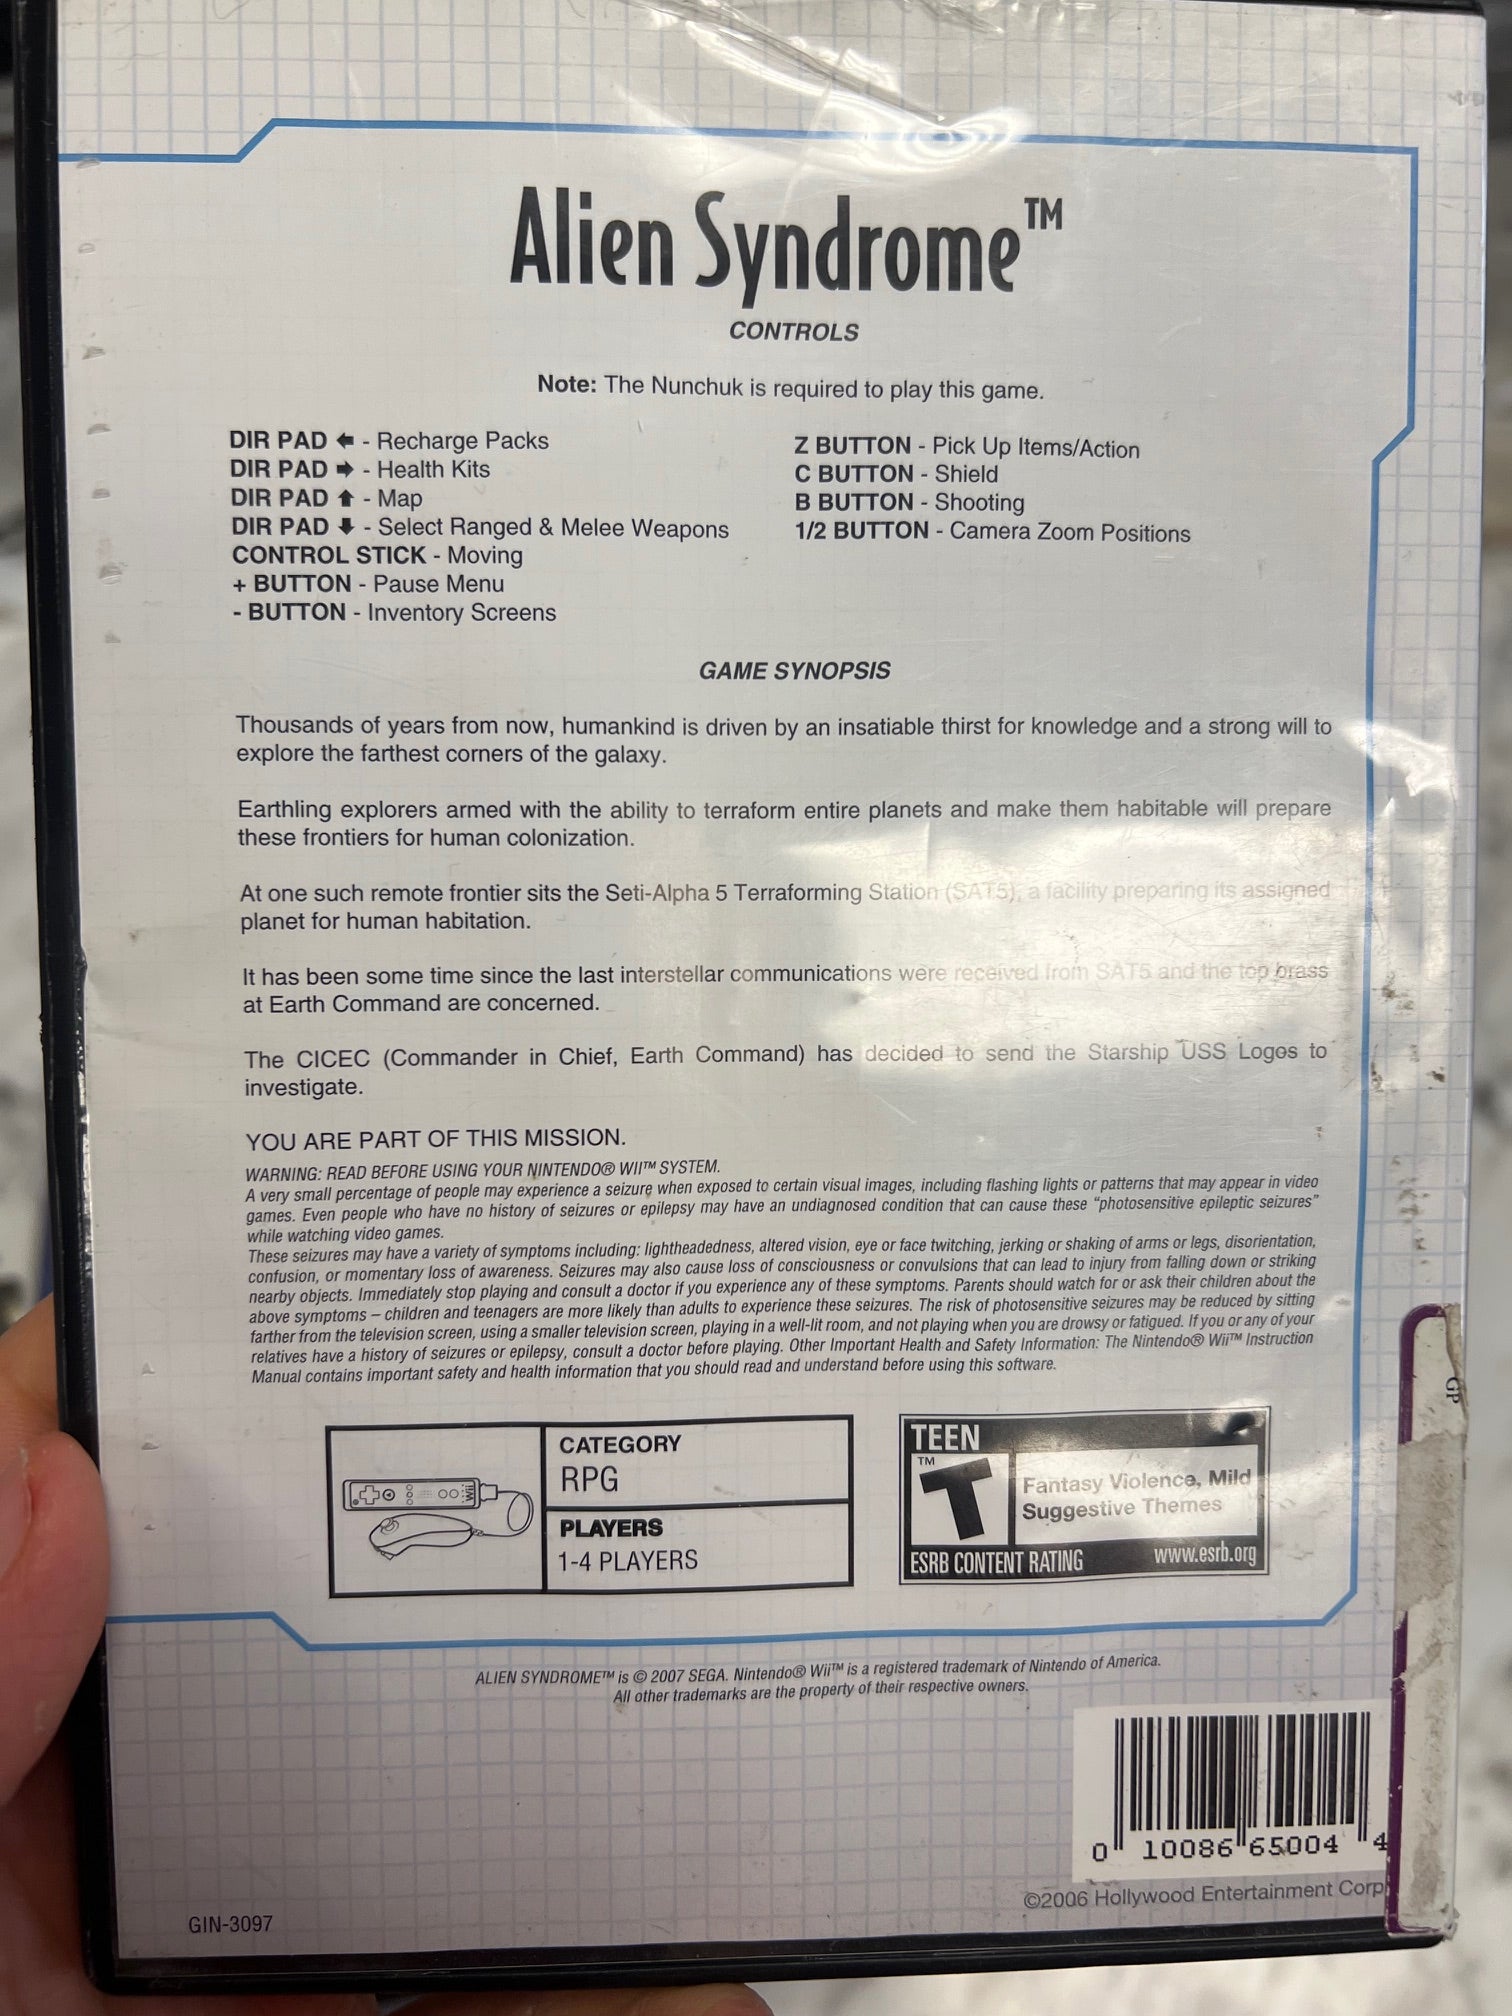 Alien Syndrome™
CONTROLS
Note: The Nunchuk is required to play this game.
DIR PAD 🡄 - Recharge Packs
DIR PAD 🡆 - Health Kits
DIR PAD 🡅 - Map
DIR PAD 🡇 - Select Ranged & Melee Weapons
CONTROL STICK - Moving
+ BUTTON - Pause Menu
- BUTTON - Inventory Screens
Z BUTTON - Pick Up Items/Action
C BUTTON - Shield
B BUTTON - Shooting
1/2 BUTTON - Camera Zoom Positions
GAME SYNOPSIS
Thousands of years from now, humankind is driven by an insatiable thirst for knowledge and a strong will to
explore the farthest corners of the galaxy.
Earthling explorers armed with the ability to terraform entire planets and make them habitable will prepare
these frontiers for human colonization.
At one such remote frontier sits the Seti-Alpha 5 Terraforming Station (SAT5), a facility preparing its assigned
planet for human habitation.
It has been some time since the last interstellar communications were received from SAT5 and the top brass
at Earth Command are concerned.
The CICEC (Commander in Chief, Earth Command) has decided to send the Starship USS Logos to
investigate.
YOU ARE PART OF THIS MISSION.
WARNING: READ BEFORE USING YOUR NINTENDO® WII™ SYSTEM.
A very small percentage of people may experience a seizure when exposed to certain visual images, including flashing lights or patterns that may appear in video
games. Even people who have no history of seizures or epilepsy may have an undiagnosed condition that can cause these "photosensitive epileptic seizures"
while watching video games.
These seizures may have a variety of symptoms including: lightheadedness, altered vision, eye or face twitching, jerking or shaking of arms or legs, disorientation,
confusion, or momentary loss of awareness. Seizures may also cause loss of consciousness or convulsions that can lead to injury from falling down or striking
nearby objects. Immediately stop playing and consult a doctor if you experience any of these symptoms. Parents should watch for or ask their children about the
above symptoms – children and teenagers are more likely than adults to experience these seizures. The risk of photosensitive seizures may be reduced by sitting
farther from the television screen, using a smaller television screen, playing in a well-lit room, and not playing when you are drowsy or fatigued. If you or any of your
relatives have a history of seizures or epilepsy, consult a doctor before playing. Other Important Health and Safety Information: The Nintendo® Wii™ Instruction
Manual contains important safety and health information that you should read and understand before using this software.
CATEGORY
RPG
PLAYERS
1-4 PLAYERS
Wii
TEEN
TM
T
Fantasy Violence, Mild
Suggestive Themes
ESRB CONTENT RATING www.esrb.org
GP
ALIEN SYNDROME™ is © 2007 SEGA. Nintendo® Wii™ is a registered trademark of Nintendo of America.
All other trademarks are the property of their respective owners.
0 10086 65004 4
©2006 Hollywood Entertainment Corp
GIN-3097